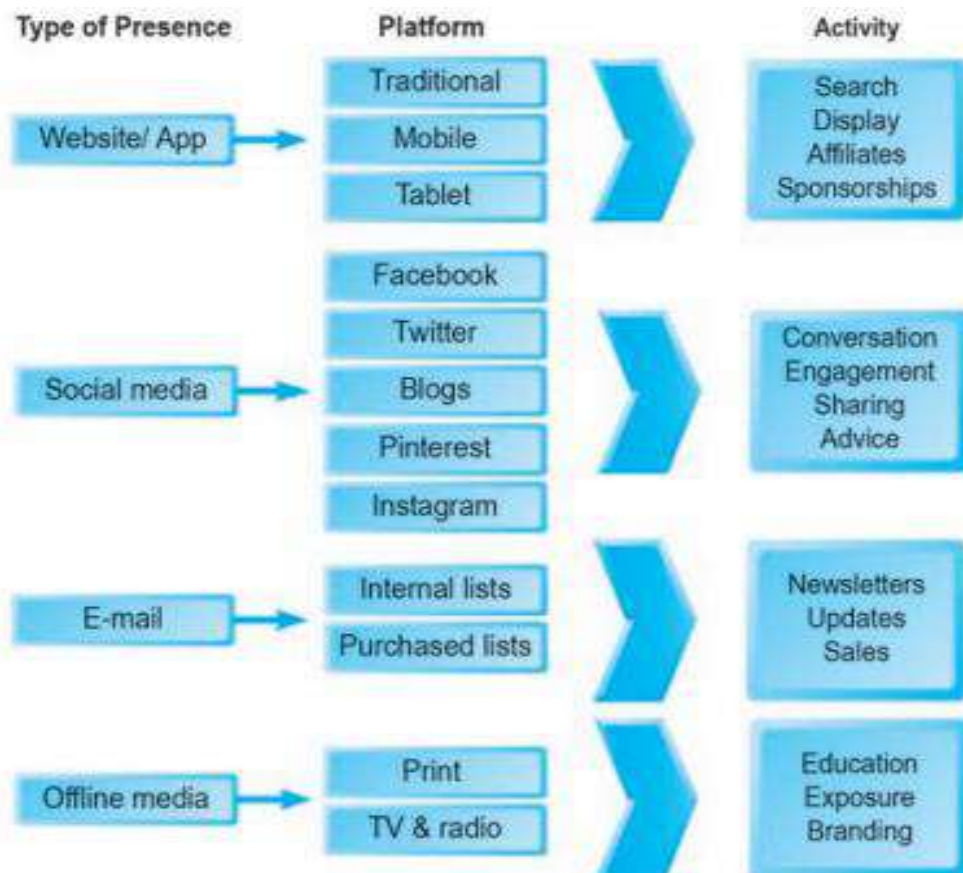 Type of Presence Platform Activity
Website/ App
Traditional
Mobile
Tablet
Search
Display
Affiliates
Sponsorships
Social media
Facebook
Twitter
Blogs
Pinterest
Instagram
Conversation
Engagement
Sharing
Advice
E-mail
Internal lists
Purchased lists
Newsletters
Updates
Sales
Offline media
Print
TV & radio
Education
Exposure
Branding